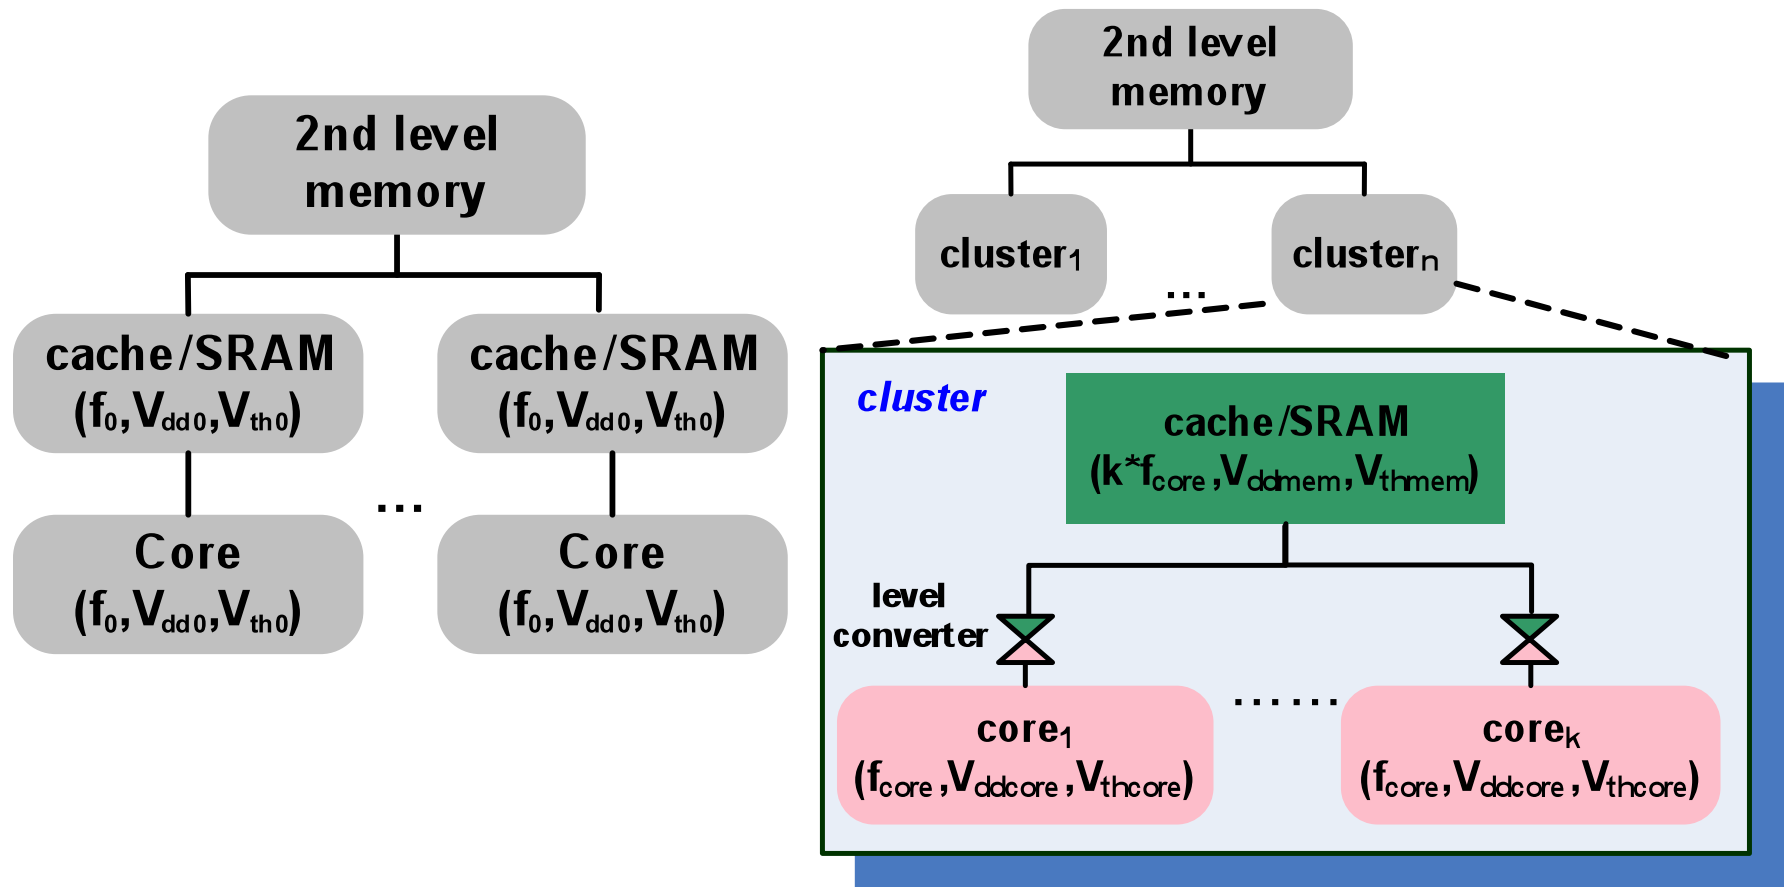 2nd level
memory
cache/SRAM
(f0,Vdd0,Vth0)
cache/SRAM
(f0,Vdd0,Vth0)
...
Core
(f0,Vdd0,Vth0)
Core
(f0,Vdd0,Vth0)
2nd level
memory
cluster1
...
clustern
cluster
cache/SRAM
(k*fcore,Vddmem,Vthmem)
level
converter
core1
(fcore,Vddcore,Vthcore)
......
corek
(fcore,Vddcore,Vthcore)